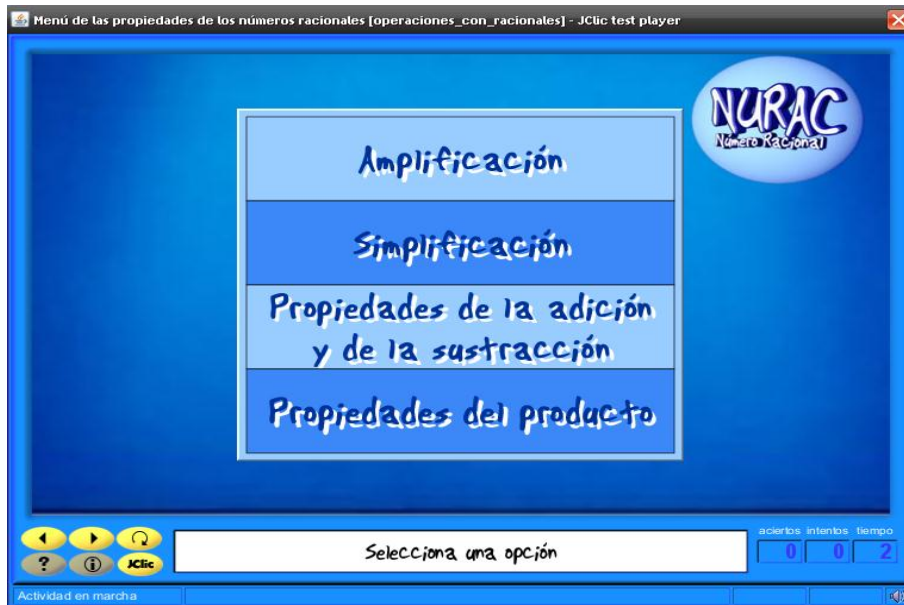 Menú de las propiedades de los números racionales [operaciones_con_racionales] - JClic test player
NURAC
Número Racional
Amplificación
Simplificación
Propiedades de la adición
y de la sustracción
Propiedades del producto
Selecciona una opción
aciertos intentos tiempo
0 0 2
? i JClic
Actividad en marcha